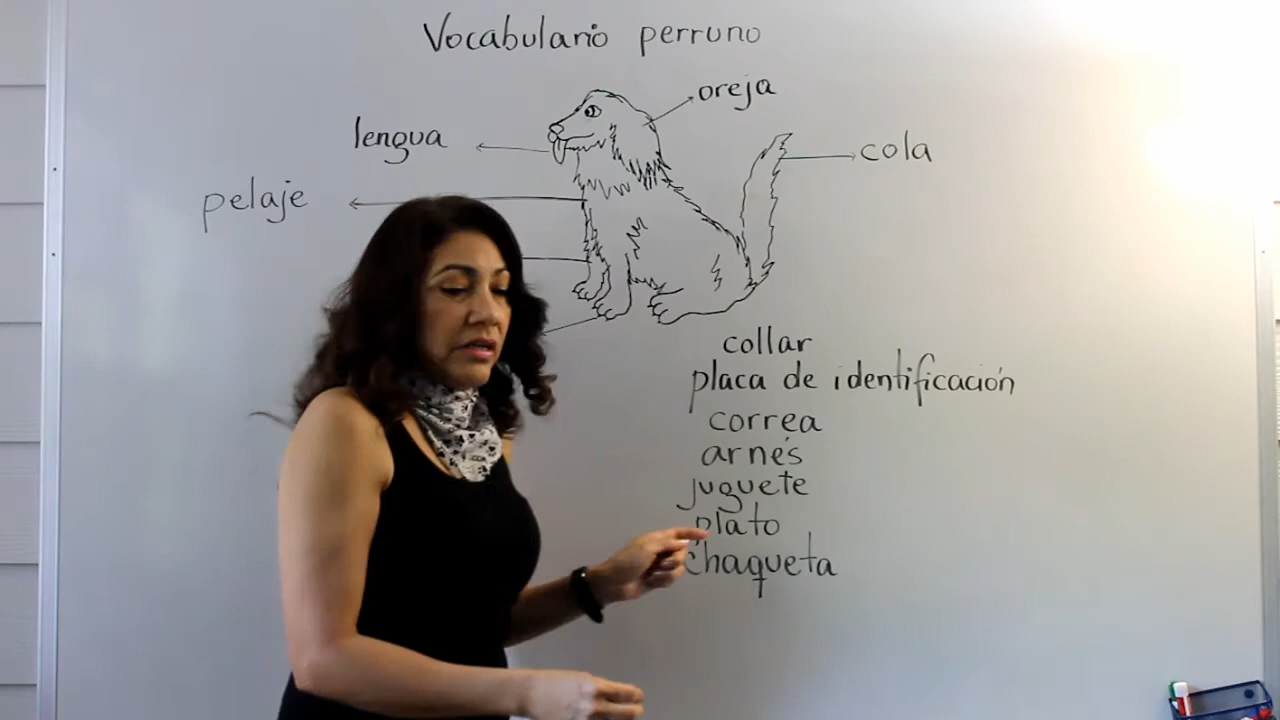 Vocabulario perruno
oreja
lengua
cola
pelaje
collar
placa de identificación
correa
arnés
juguete
plato
chaqueta